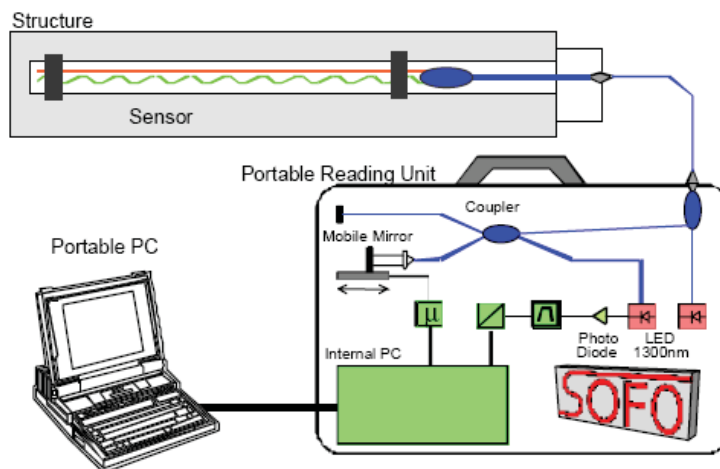 Structure
Sensor
Portable Reading Unit
Coupler
Mobile Mirror
Portable PC
µ
Photo Diode
LED 1300nm
Internal PC
SOFO